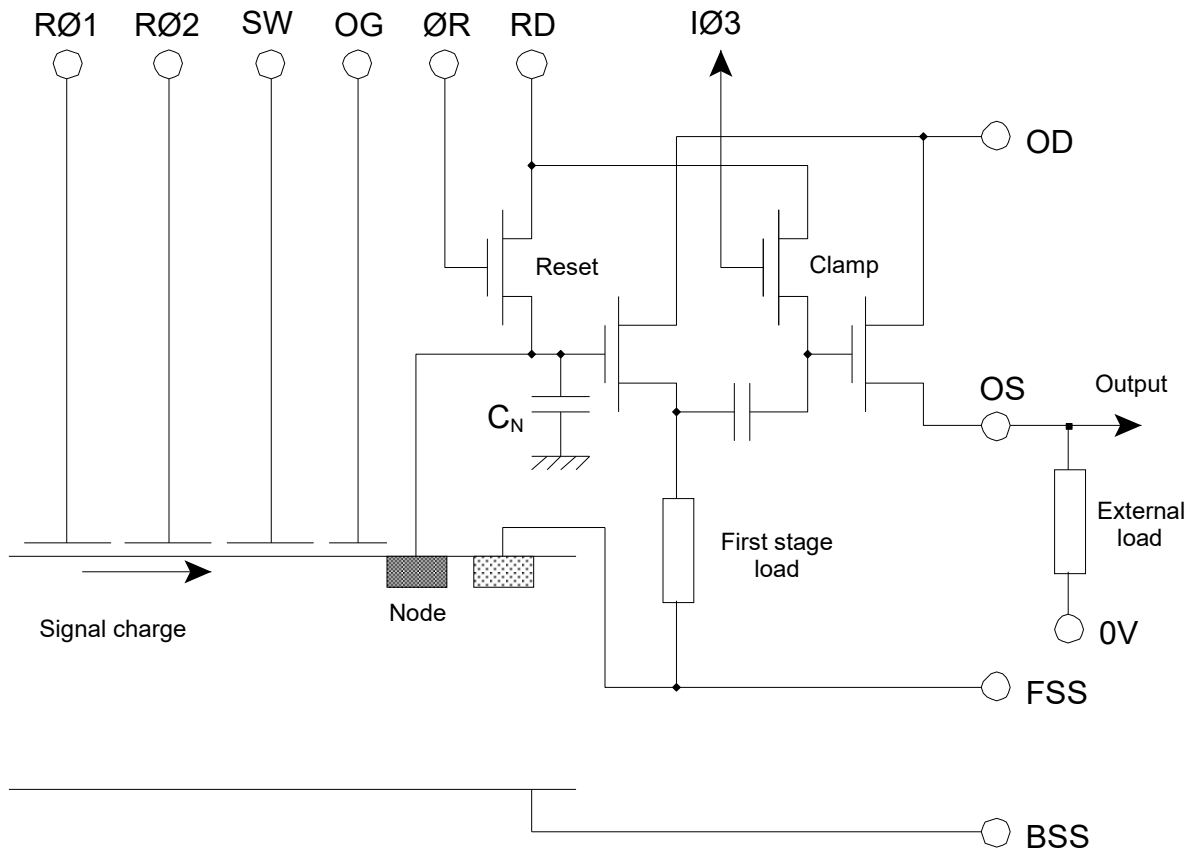 RØ1 RØ2 SW OG ØR RD IØ3
OD
Reset
Clamp
OS
Output
CN
External
load
First stage
load
Node
Signal charge
0V
FSS
BSS